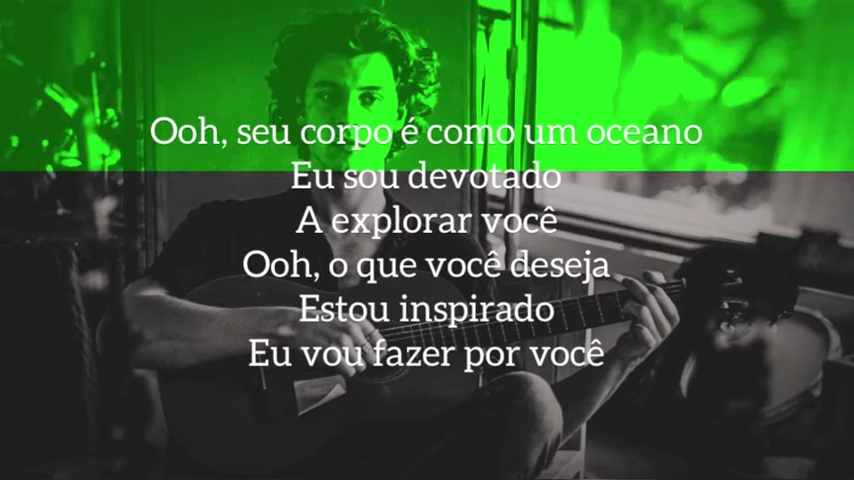 Ooh, seu corpo é como um oceano
Eu sou devotado
A explorar você
Ooh, o que você deseja
Estou inspirado
Eu vou fazer por você